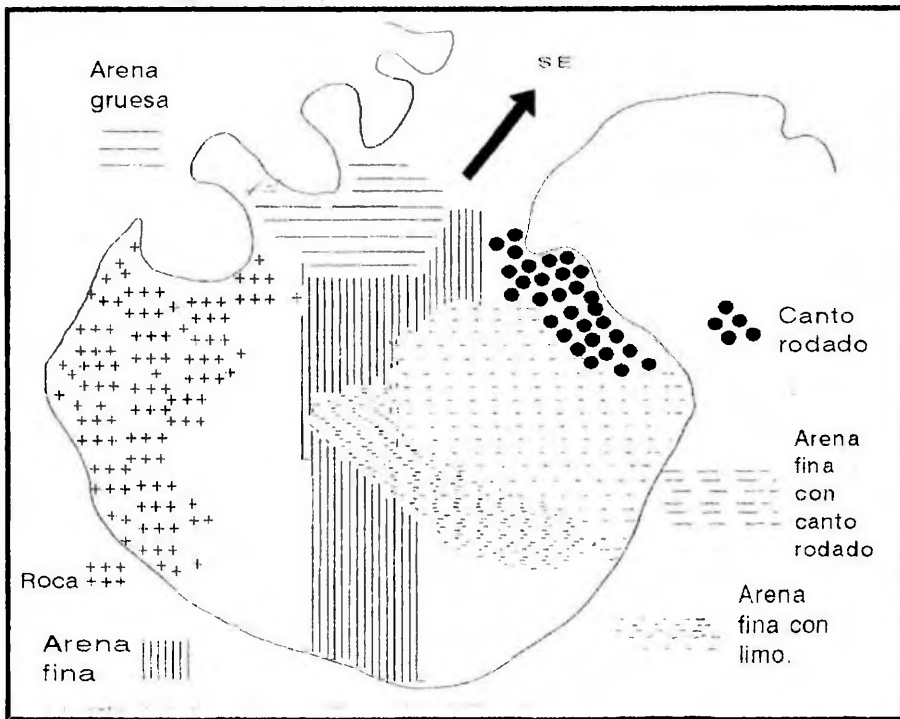 Arena
gruesa
SE
Canto
rodado
Arena
fina
con
canto
rodado
Roca
Arena
fina con
limo.
Arena
fina